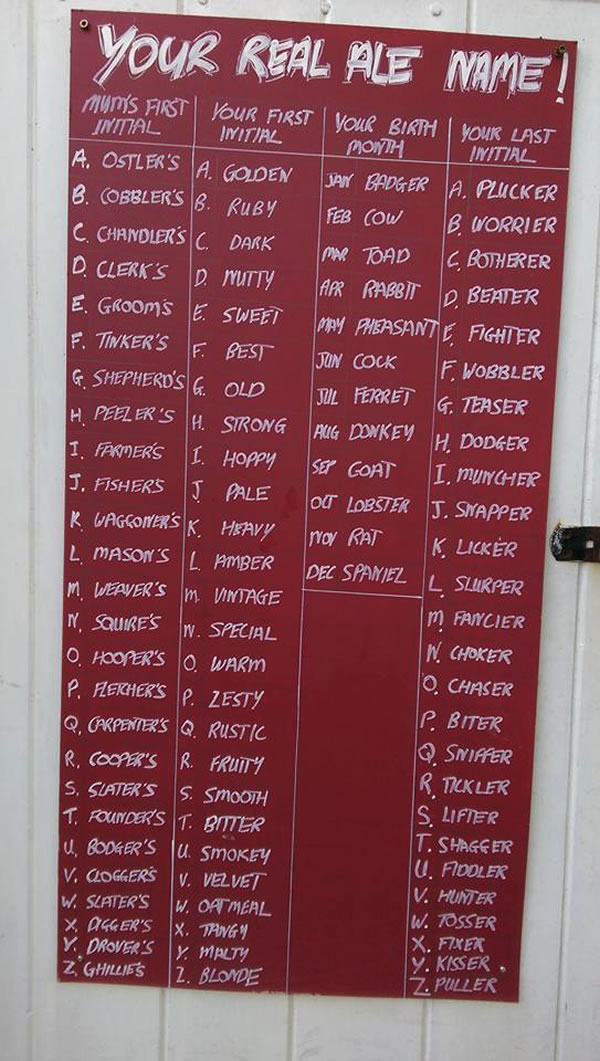 YOUR REAL ALE NAME!
MUM'S FIRST
INITIAL
A. OSTLER'S
B. COBBLER'S
C. CHANDLER'S
D. CLERK'S
E. GROOM'S
F. TINKER'S
G. SHEPHERD'S
H. PEELER'S
I. FARMER'S
J. FISHER'S
K. WAGGONER'S
L. MASON'S
M. WEAVER'S
N. SQUIRE'S
O. HOOPER'S
P. FLETCHER'S
Q. CARPENTER'S
R. COOPER'S
S. SLATER'S
T. FOUNDER'S
U. BODGER'S
V. CLOGGER'S
W. SLATER'S
X. DIGGER'S
Y. DROVER'S
Z. GHILLIE'S
YOUR FIRST
INITIAL
A. GOLDEN
B. RUBY
C. DARK
D. NUTTY
E. SWEET
F. BEST
G. OLD
H. STRONG
I. HOPPY
J. PALE
K. HEAVY
L. AMBER
M. VINTAGE
N. SPECIAL
O. WARM
P. ZESTY
Q. RUSTIC
R. FRUITY
S. SMOOTH
T. BITTER
U. SMOKEY
V. VELVET
W. OATMEAL
X. TANGY
Y. MALTY
Z. BLONDE
YOUR BIRTH
MONTH
JAN BADGER
FEB COW
MAR TOAD
APR RABBIT
MAY PHEASANT
JUN COCK
JUL FERRET
AUG DONKEY
SEP GOAT
OCT LOBSTER
NOV RAT
DEC SPANIEL
YOUR LAST
INITIAL
A. PLUCKER
B. WORRIER
C. BOTHERER
D. BEATER
E. FIGHTER
F. WOBBLER
G. TEASER
H. DODGER
I. MUNCHER
J. SNAPPER
K. LICKER
L. SLURPER
M. FANCIER
N. CHOKER
O. CHASER
P. BITER
Q. SNIFFER
R. TICKLER
S. LIFTER
T. SHAGGER
U. FIDDLER
V. HUNTER
W. TOSSER
X. FIXER
Y. KISSER
Z. PULLER